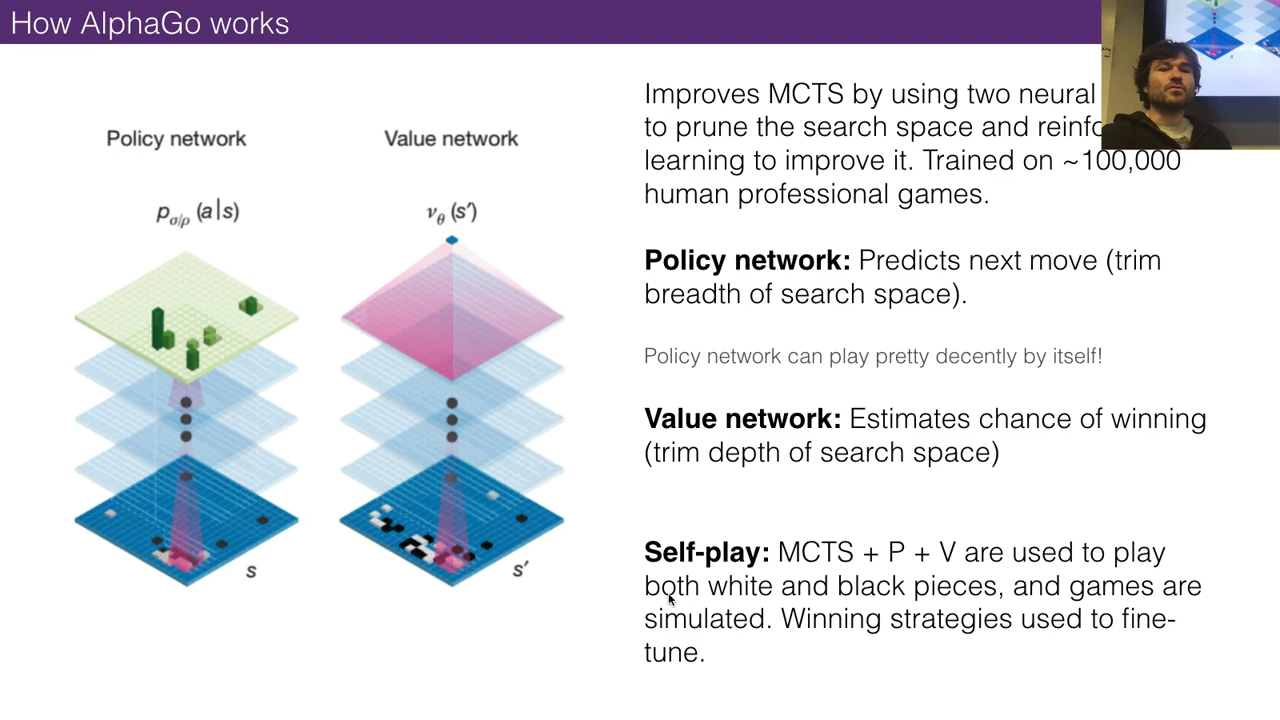 How AlphaGo works
Policy network
Value network
pσ/ρ (a|s)
νθ (s′)
s
s′
Improves MCTS by using two neural
to prune the search space and reinfo
learning to improve it. Trained on ~100,000
human professional games.
Policy network: Predicts next move (trim
breadth of search space).
Policy network can play pretty decently by itself!
Value network: Estimates chance of winning
(trim depth of search space)
Self-play: MCTS + P + V are used to play
both white and black pieces, and games are
simulated. Winning strategies used to fine-
tune.